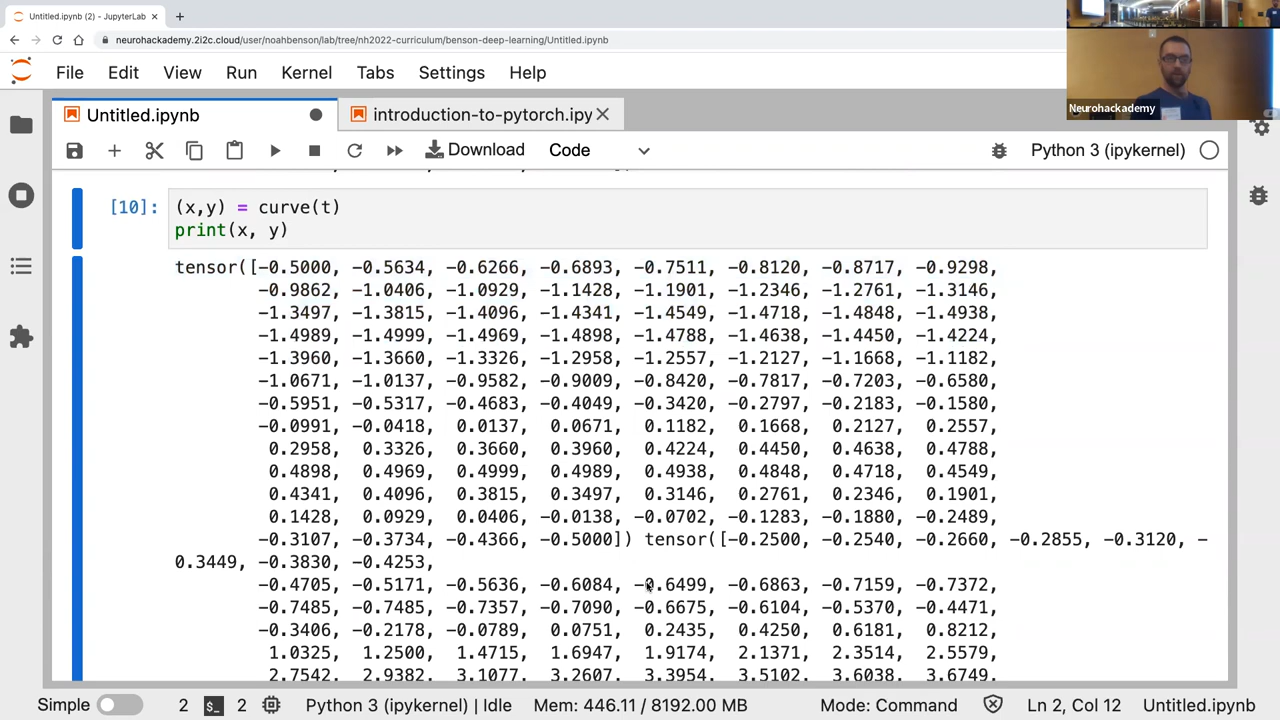 Untitled.ipynb (2) - JupyterLab
neurohackademy.2i2c.cloud/user/noahbenson/lab/tree/nh2022-curriculum/benson-deep-learning/Untitled.ipynb
File Edit View Run Kernel Tabs Settings Help
Neurohackademy
Untitled.ipynb
introduction-to-pytorch.ipy
Download Code Python 3 (ipykernel)
[10]: (x,y) = curve(t)
print(x, y)
tensor([-0.5000, -0.5634, -0.6266, -0.6893, -0.7511, -0.8120, -0.8717, -0.9298,
-0.9862, -1.0406, -1.0929, -1.1428, -1.1901, -1.2346, -1.2761, -1.3146,
-1.3497, -1.3815, -1.4096, -1.4341, -1.4549, -1.4718, -1.4848, -1.4938,
-1.4989, -1.4999, -1.4969, -1.4898, -1.4788, -1.4638, -1.4450, -1.4224,
-1.3960, -1.3660, -1.3326, -1.2958, -1.2557, -1.2127, -1.1668, -1.1182,
-1.0671, -1.0137, -0.9582, -0.9009, -0.8420, -0.7817, -0.7203, -0.6580,
-0.5951, -0.5317, -0.4683, -0.4049, -0.3420, -0.2797, -0.2183, -0.1580,
-0.0991, -0.0418, 0.0137, 0.0671, 0.1182, 0.1668, 0.2127, 0.2557,
0.2958, 0.3326, 0.3660, 0.3960, 0.4224, 0.4450, 0.4638, 0.4788,
0.4898, 0.4969, 0.4999, 0.4989, 0.4938, 0.4848, 0.4718, 0.4549,
0.4341, 0.4096, 0.3815, 0.3497, 0.3146, 0.2761, 0.2346, 0.1901,
0.1428, 0.0929, 0.0406, -0.0138, -0.0702, -0.1283, -0.1880, -0.2489,
-0.3107, -0.3734, -0.4366, -0.5000]) tensor([-0.2500, -0.2540, -0.2660, -0.2855, -0.3120, -
0.3449, -0.3830, -0.4253,
-0.4705, -0.5171, -0.5636, -0.6084, -0.6499, -0.6863, -0.7159, -0.7372,
-0.7485, -0.7485, -0.7357, -0.7090, -0.6675, -0.6104, -0.5370, -0.4471,
-0.3406, -0.2178, -0.0789, 0.0751, 0.2435, 0.4250, 0.6181, 0.8212,
1.0325, 1.2500, 1.4715, 1.6947, 1.9174, 2.1371, 2.3514, 2.5579,
2.7542, 2.9382, 3.1077, 3.2607, 3.3954, 3.5102, 3.6038, 3.6749,
Simple 2 2 Python 3 (ipykernel) | Idle Mem: 446.11 / 8192.00 MB Mode: Command Ln 2, Col 12 Untitled.ipynb